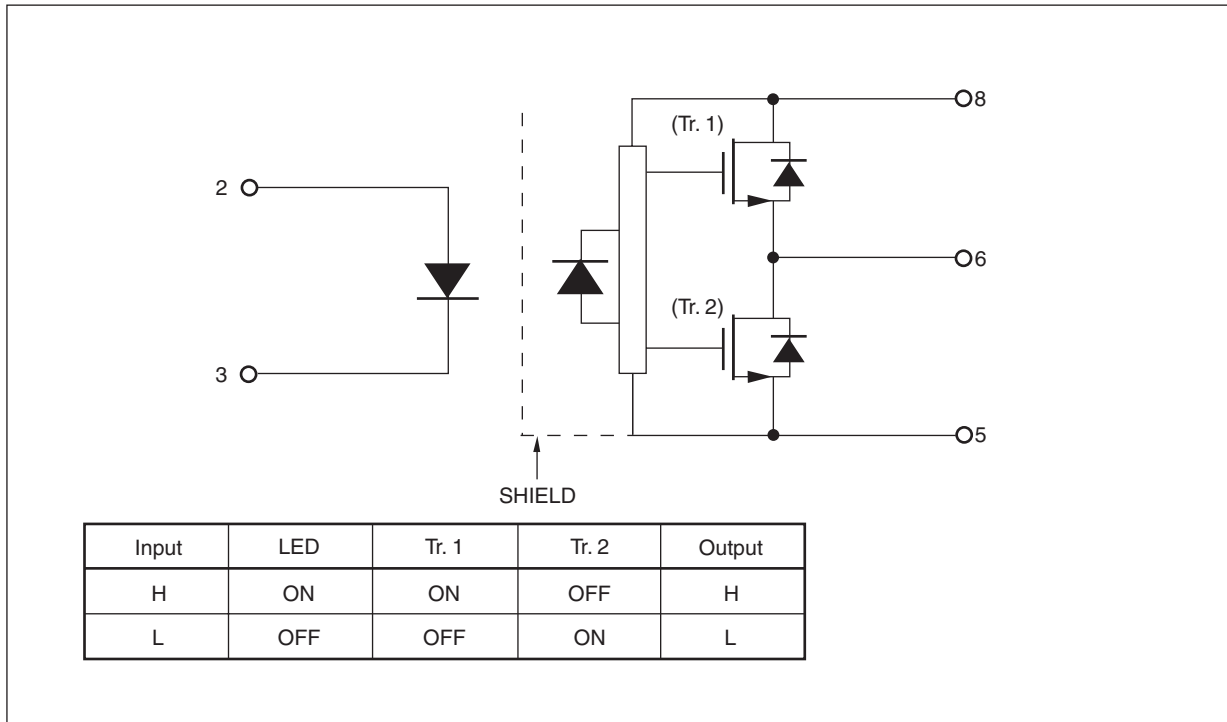 8
(Tr. 1)
2
6
(Tr. 2)
3
5
SHIELD
Input LED Tr. 1 Tr. 2 Output
H ON ON OFF H
L OFF OFF ON L